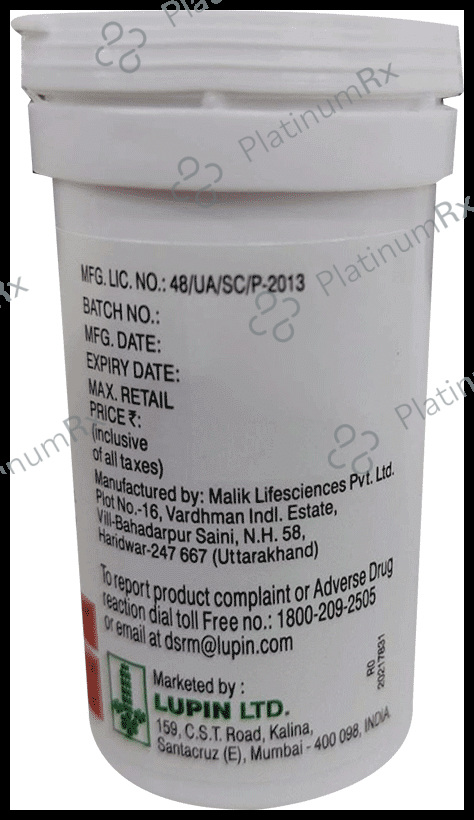 PlatinumRx
PlatinumRx
PlatinumRx
MFG. LIC. NO.: 48/UA/SC/P-2013
BATCH NO.:
MFG. DATE:
EXPIRY DATE:
MAX. RETAIL
PRICE ₹:
(inclusive
of all taxes)
Manufactured by: Malik Lifesciences Pvt. Ltd.
Plot No.-16, Vardhman Indl. Estate,
Vill-Bahadarpur Saini, N.H. 58,
Haridwar-247 667 (Uttarakhand)
To report product complaint or Adverse Drug
reaction dial toll Free no.: 1800-209-2505
or email at dsrm@lupin.com
R0
20217831
Marketed by :
LUPIN LTD.
159, C.S.T. Road, Kalina,
Santacruz (E), Mumbai - 400 098, INDIA.